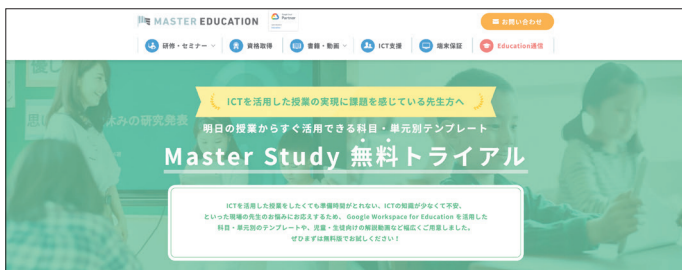 MASTER EDUCATION
Partner
お問い合わせ
研修・セミナー
資格取得
書籍・動画
ICT支援
端末保証
Education通信
ICTを活用した授業の実現に課題を感じている先生方へ
明日の授業からすぐ活用できる科目・単元別テンプレート
Master Study 無料トライアル
ICTを活用した授業をしたくても準備時間がとれない、ICTの知識が少なくて不安、
といった現場の先生のお悩みにお応えするため、 Google Workspace for Education を活用した
科目・単元別のテンプレートや、児童・生徒向けの解説動画など幅広くご用意しました。
ぜひまずは無料版でお試しください！
みの研究発表